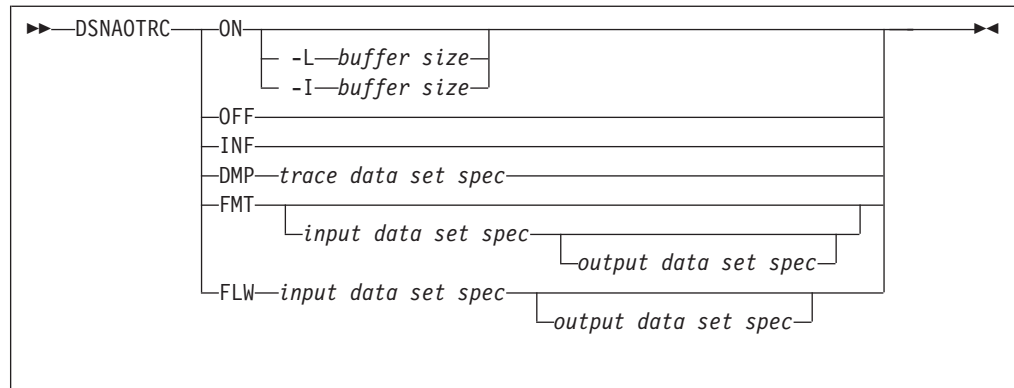 DSNAOTRC ON
-L buffer size
-I buffer size
OFF
INF
DMP trace data set spec
FMT
input data set spec
output data set spec
FLW input data set spec
output data set spec